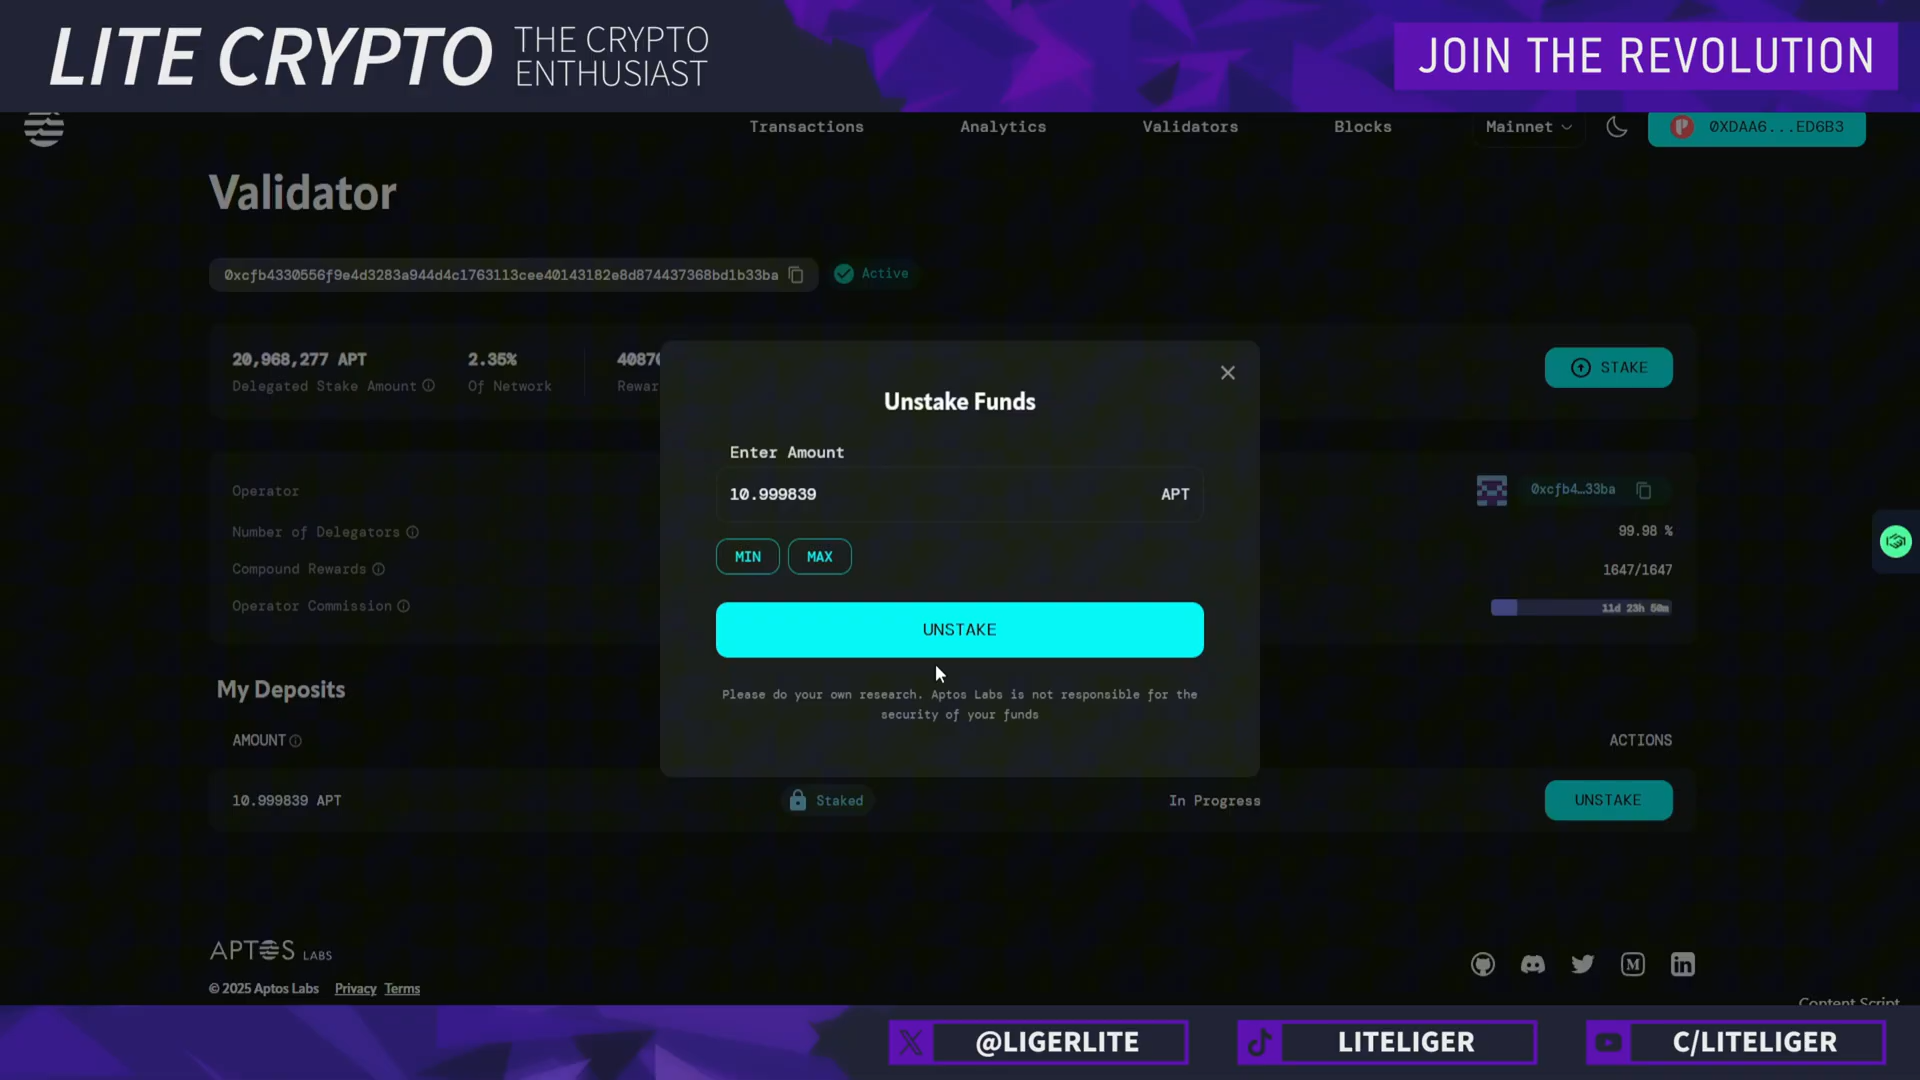 LITE CRYPTO
THE CRYPTO
ENTHUSIAST
JOIN THE REVOLUTION
Transactions
Analytics
Validators
Blocks
Mainnet
0XDAA6...ED6B3
Validator
0xcfb4330556f9e4d3283a944d4c1763113cee40143182e8d874437368bd1b33ba
Active
20,968,277 APT
2.35%
Delegated Stake Amount
Of Network
Rewar
STAKE
Unstake Funds
Enter Amount
10.999839
APT
MIN
MAX
UNSTAKE
Please do your own research. Aptos Labs is not responsible for the
security of your funds
Operator
0xcfb4…33ba
Number of Delegators
99.98 %
Compound Rewards
1647/1647
Operator Commission
11d 23h 50m
My Deposits
AMOUNT
ACTIONS
10.999839 APT
Staked
In Progress
UNSTAKE
APTOS LABS
© 2025 Aptos Labs
Privacy
Terms
@LIGERLITE
LITELIGER
C/LITELIGER